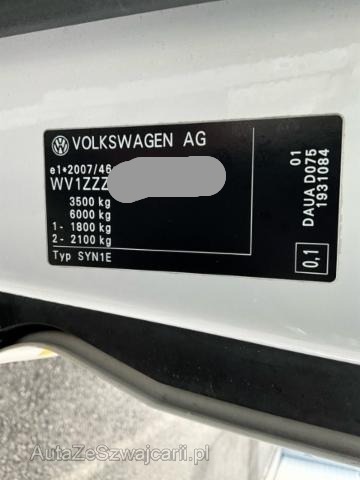 VOLKSWAGEN AG
e1*2007/46
WV1ZZZ
3500 kg
6000 kg
1- 1800 kg
2- 2100 kg
Typ SYN1E
01
DAUA D075
1931084
0,1
AutaZeSzwajcarii.pl